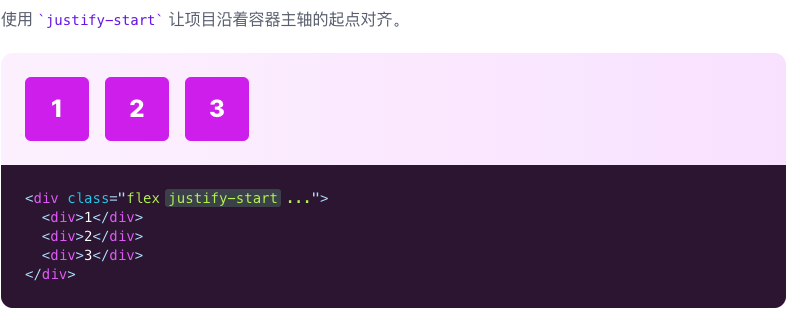 使用 `justify-start` 让项目沿着容器主轴的起点对齐。
1 2 3
<div class="flex justify-start ...">
  <div>1</div>
  <div>2</div>
  <div>3</div>
</div>